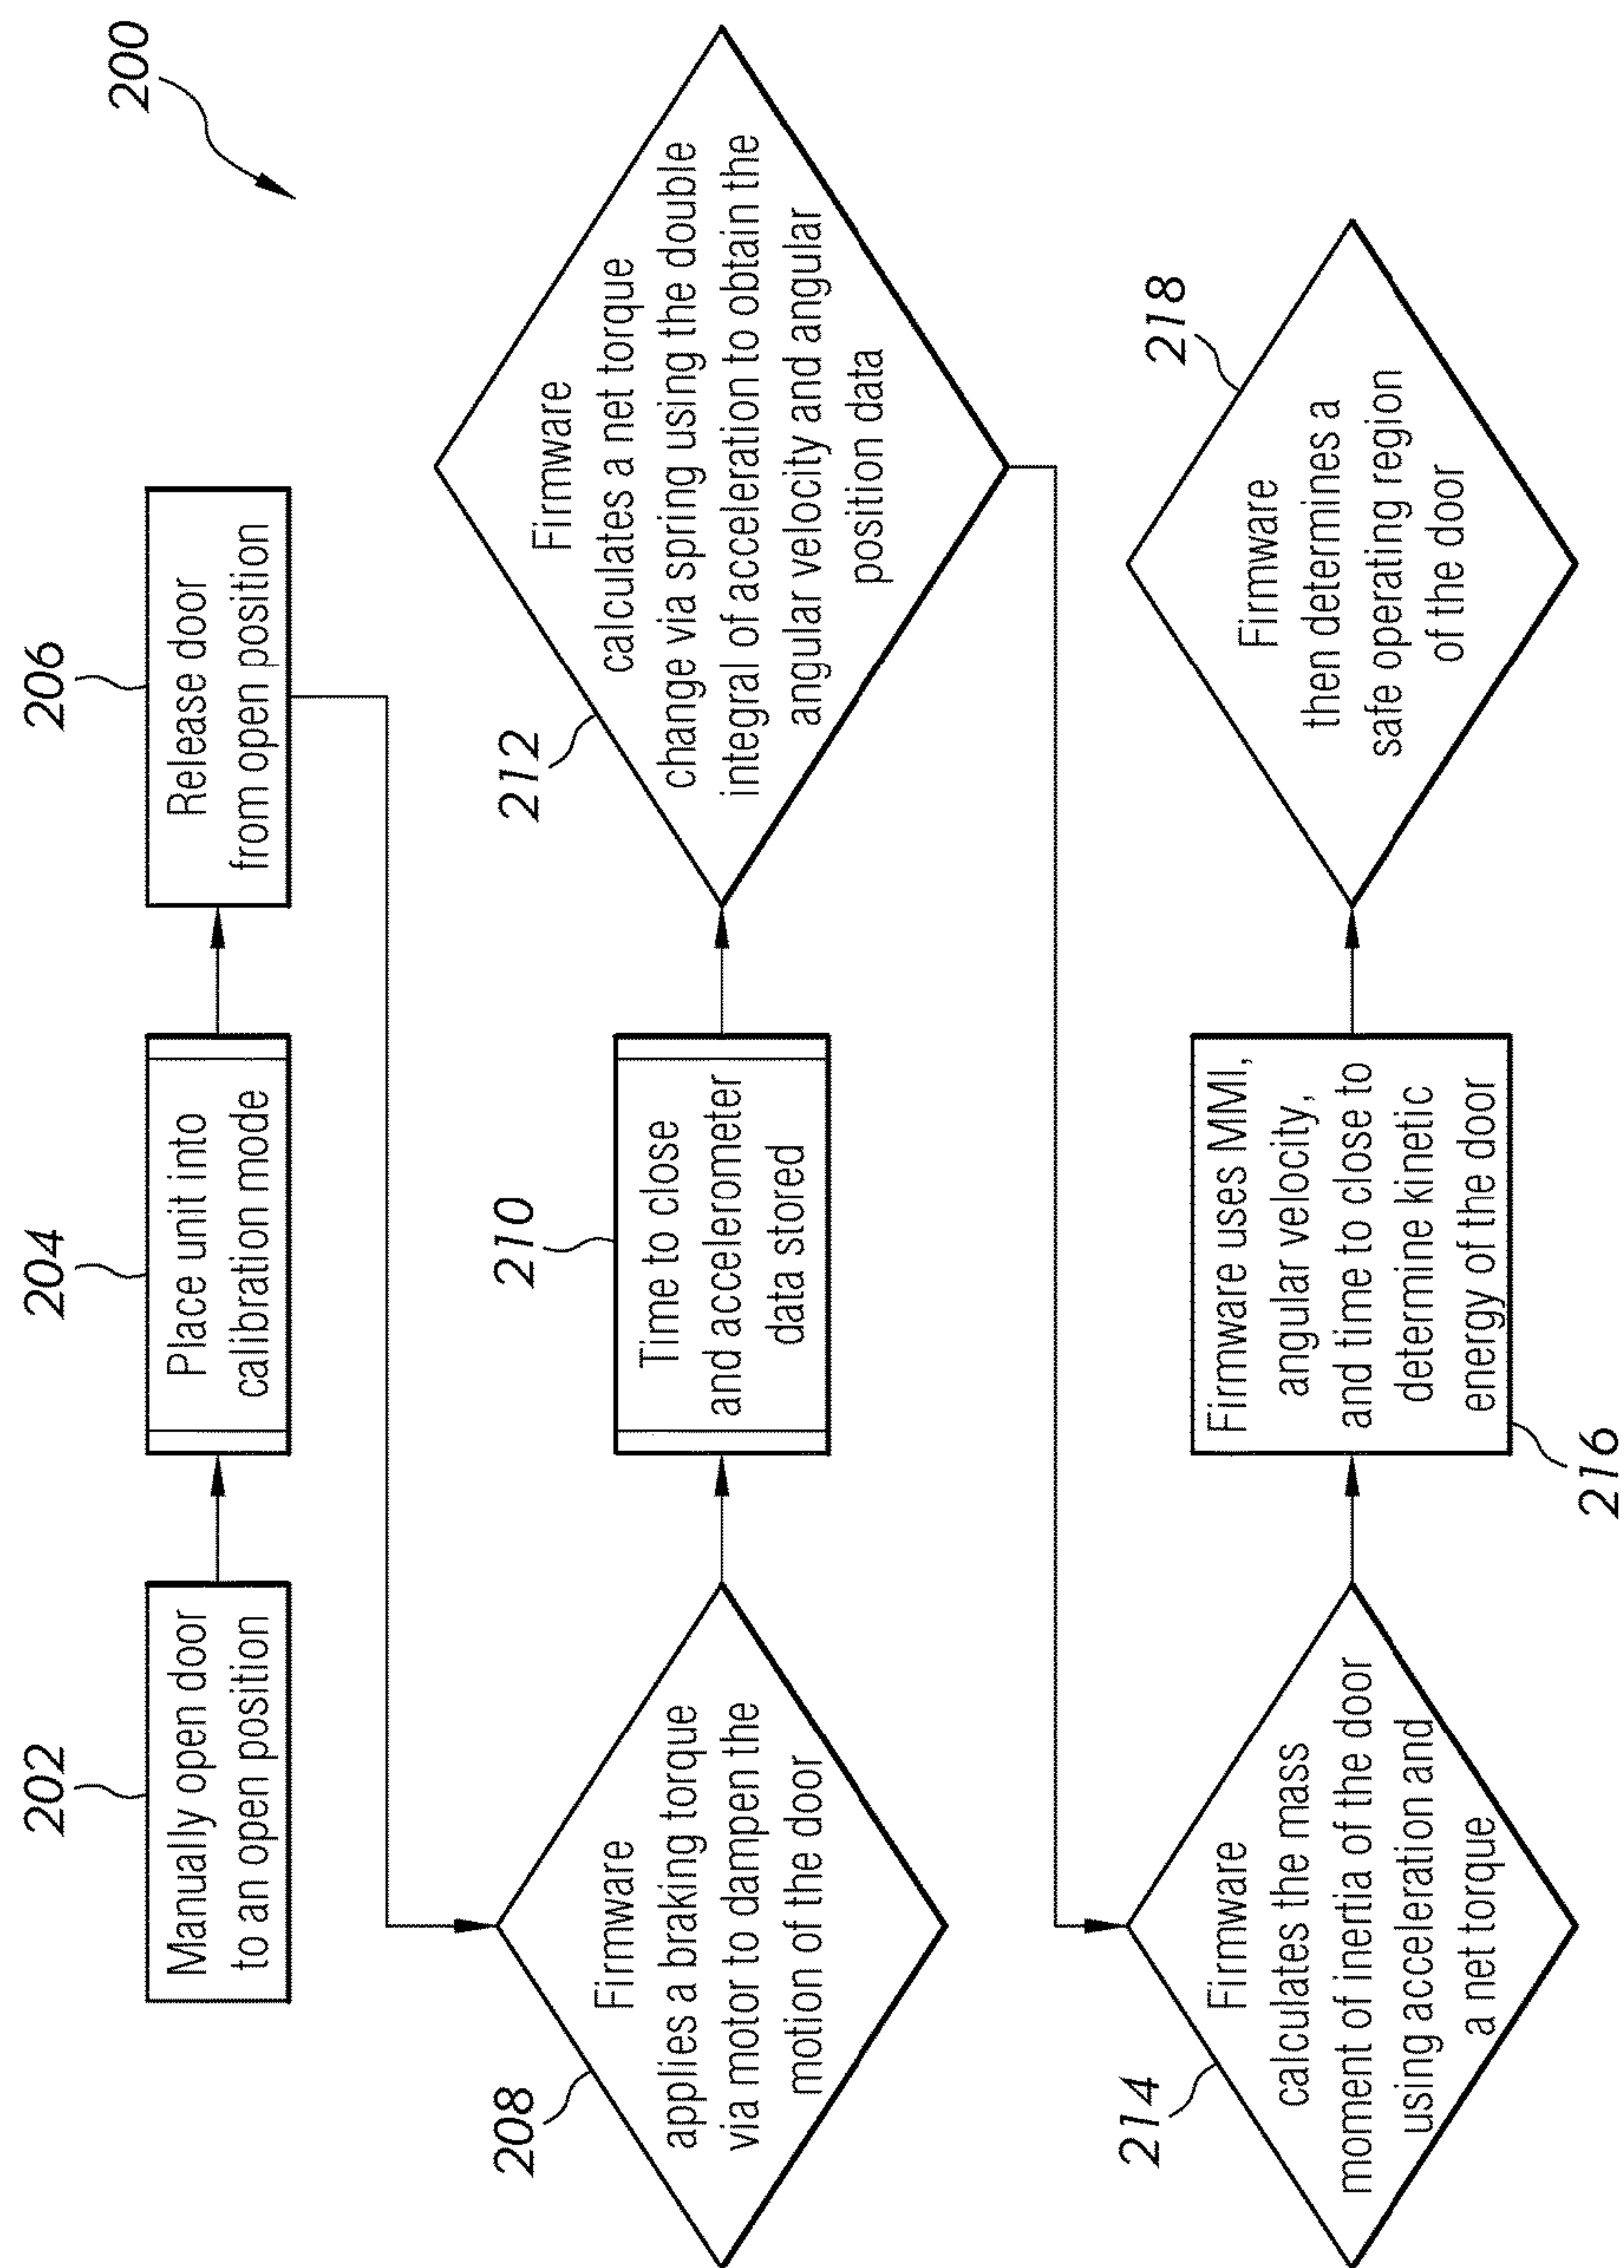 200
202
Manually open door
to an open position
204
Place unit into
calibration mode
206
Release door
from open position
208
Firmware
applies a braking torque
via motor to dampen the
motion of the door
210
Time to close
and accelerometer
data stored
212
Firmware
calculates a net torque
change via spring using the double
integral of acceleration to obtain the
angular velocity and angular
position data
214
Firmware
calculates the mass
moment of inertia of the door
using acceleration and
a net torque
Firmware uses MMI,
angular velocity,
and time to close to
determine kinetic
energy of the door
216
218
Firmware
then determines a
safe operating region
of the door